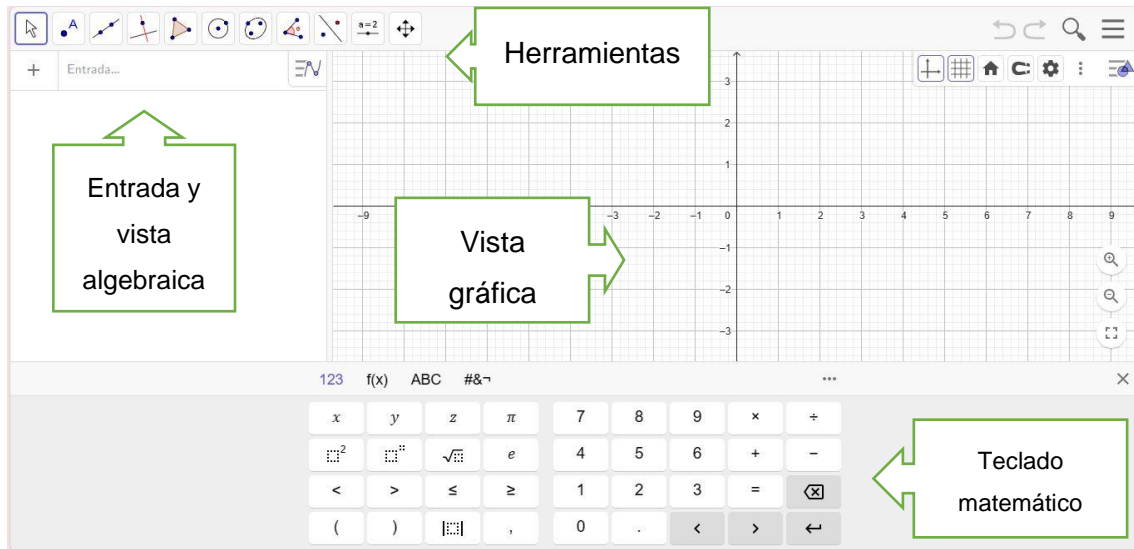 A a=2
Herramientas
+ Entrada...
Entrada y
vista
algebraica
3
2
1
−9 −3 −2 −1 0 1 2 3 4 5 6 7 8 9
−1
−2
−3
Vista
gráfica
123 f(x) ABC #&¬ ...
x y z π 7 8 9 × ÷
² √ e 4 5 6 + −
< > ≤ ≥ 1 2 3 =
( ) | | , 0 . < >
Teclado
matemático